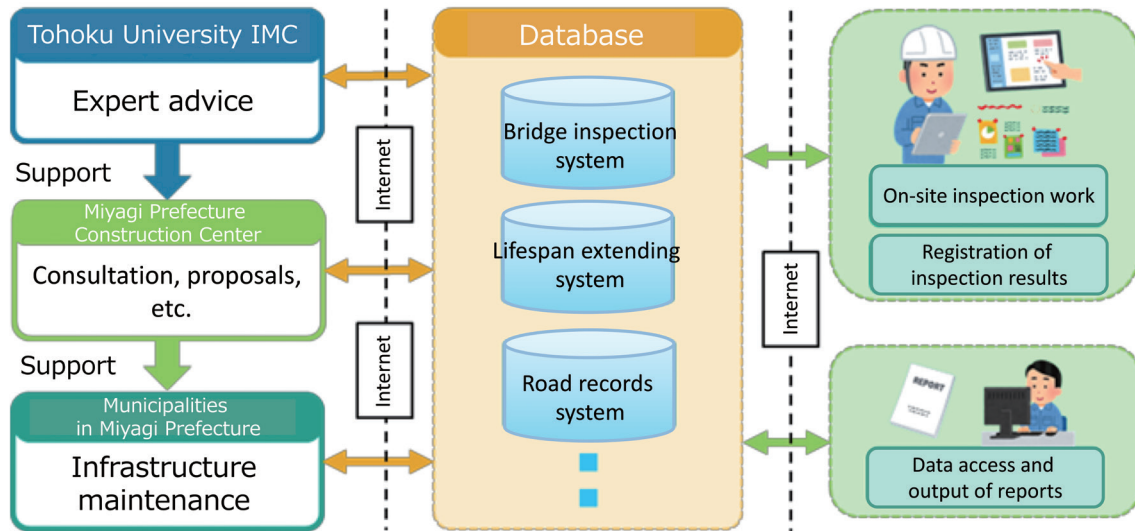 Tohoku University IMC
Expert advice
Support
Miyagi Prefecture
Construction Center
Consultation, proposals,
etc.
Support
Municipalities
in Miyagi Prefecture
Infrastructure
maintenance
Internet
Internet
Database
Bridge inspection
system
Lifespan extending
system
Road records
system
Internet
On-site inspection work
Registration of
inspection results
REPORT
Data access and
output of reports